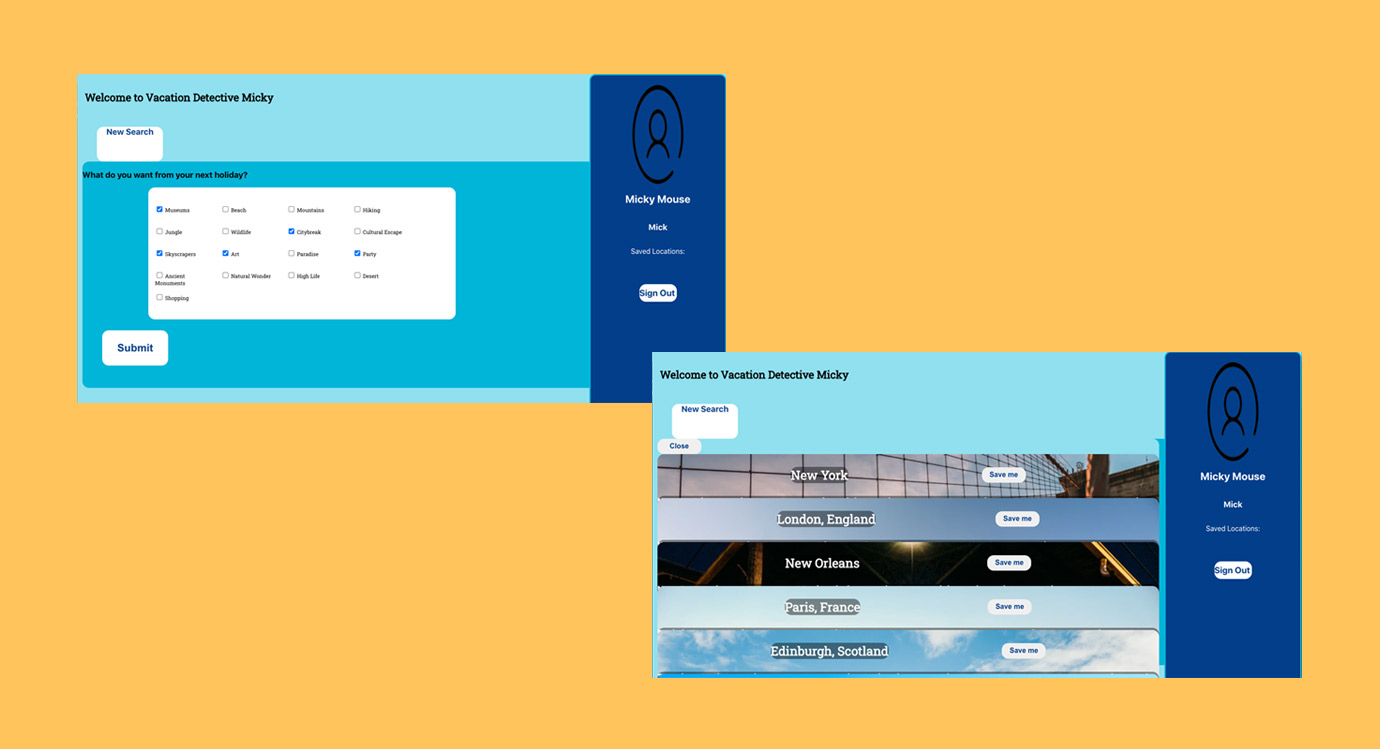 Welcome to Vacation Detective Micky
New Search
What do you want from your next holiday?
Museums Beach Mountains Hiking
Jungle Wildlife Citybreak Cultural Escape
Skyscrapers Art Paradise Party
Ancient Natural Wonder High Life Desert
Monuments
Shopping
Submit
Micky Mouse
Mick
Saved Locations:
Sign Out
Welcome to Vacation Detective Micky
New Search
Close
New York Save me
London, England Save me
New Orleans Save me
Paris, France Save me
Edinburgh, Scotland Save me
Micky Mouse
Mick
Saved Locations:
Sign Out